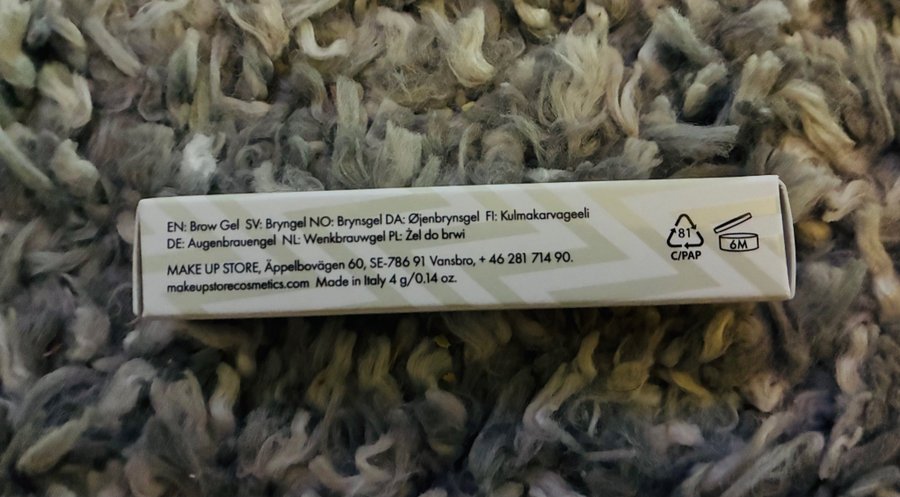 EN: Brow Gel SV: Bryngel NO: Brynsgel DA: Øjenbrynsgel FI: Kulmakarvageeli
DE: Augenbrauengel NL: Wenkbrauwgel PL: Żel do brwi
MAKE UP STORE, Äppelbovägen 60, SE-786 91 Vansbro, + 46 281 714 90.
makeupstorecosmetics.com Made in Italy 4 g/0.14 oz.
81
C/PAP
6M